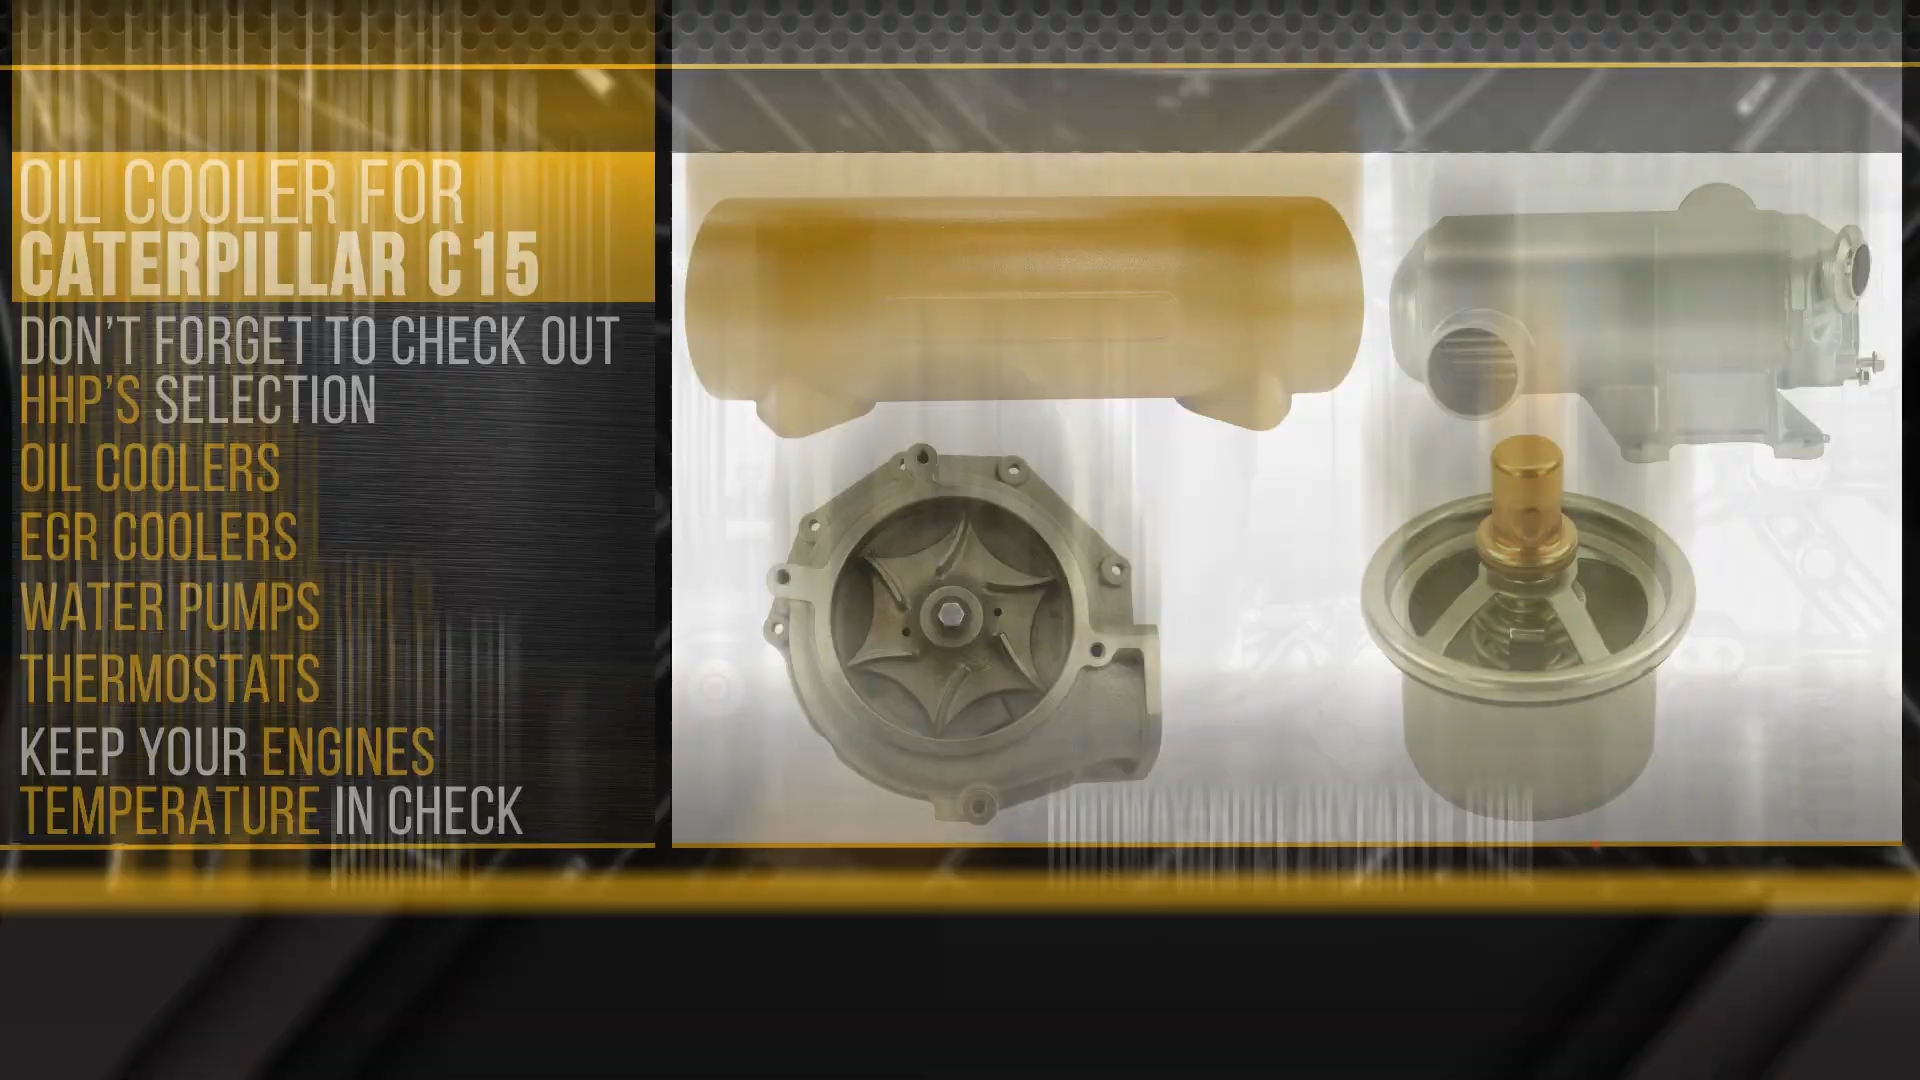 OIL COOLER FOR
CATERPILLAR C15
DON'T FORGET TO CHECK OUT
HHP'S SELECTION
OIL COOLERS
EGR COOLERS
WATER PUMPS
THERMOSTATS
KEEP YOUR ENGINES
TEMPERATURE IN CHECK